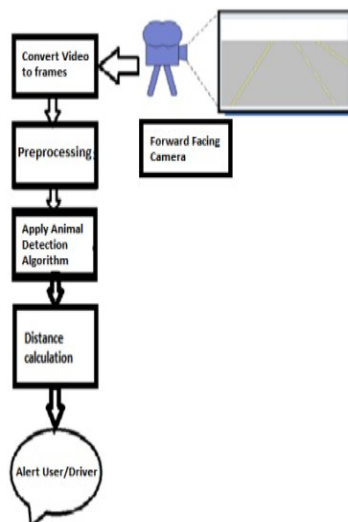 Convert Video
to frames
Forward Facing
Camera
Preprocessing
Apply Animal
Detection
Algorithm
Distance
calculation
Alert User/Driver